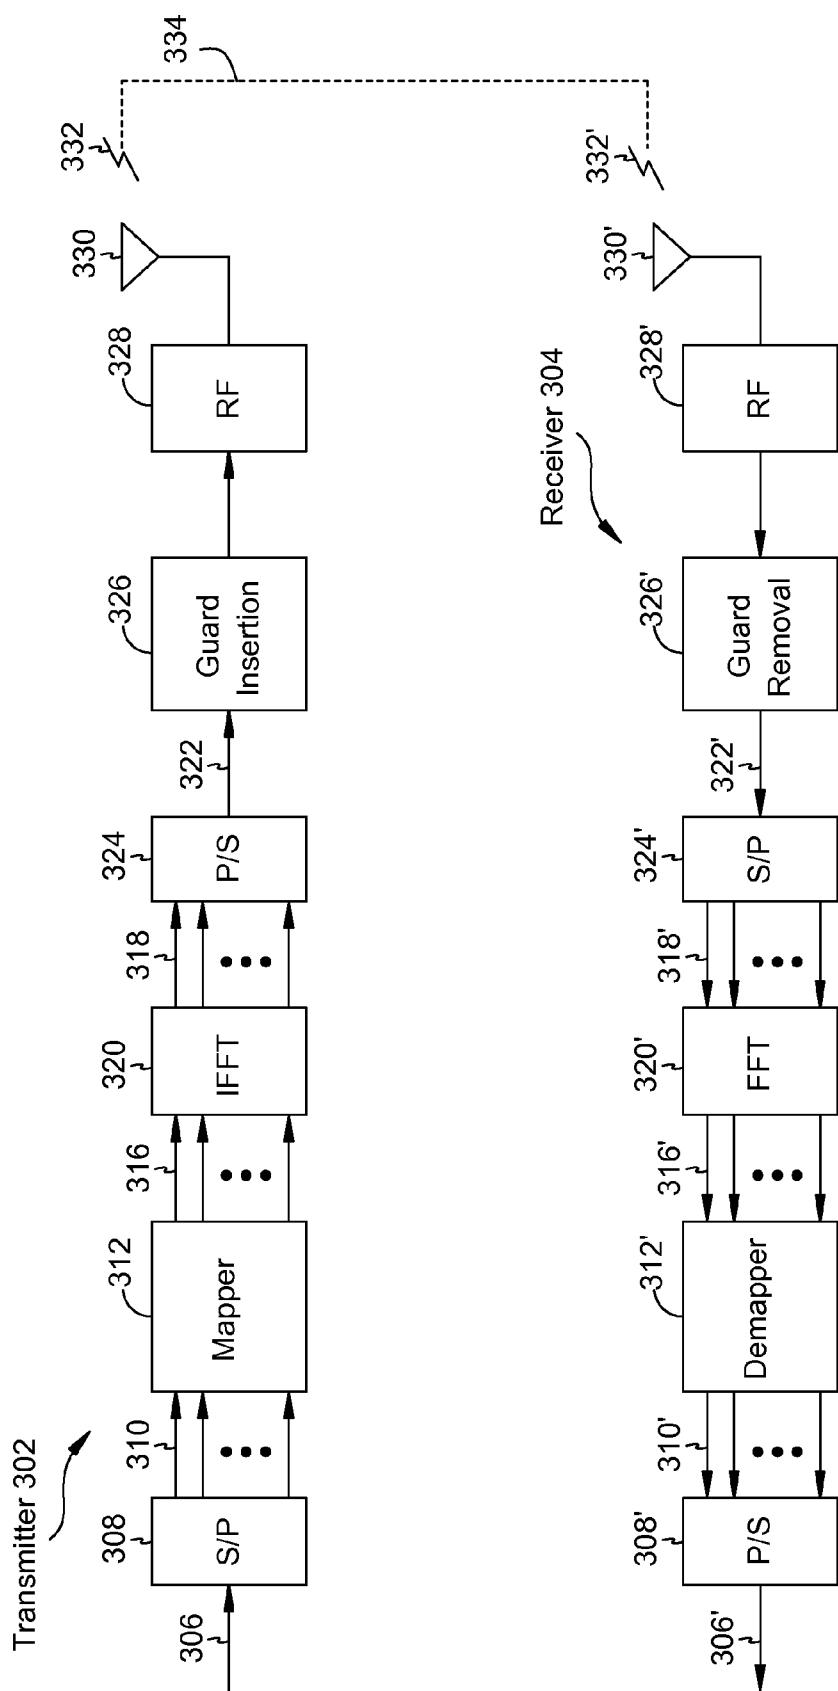 Transmitter 302
306
308
S/P
310
312
Mapper
316
320
IFFT
318
324
P/S
322
326
Guard
Insertion
328
RF
330
332
334
Receiver 304
306'
308'
P/S
310'
312'
Demapper
316'
320'
FFT
318'
324'
S/P
322'
326'
Guard
Removal
328'
RF
330'
332'